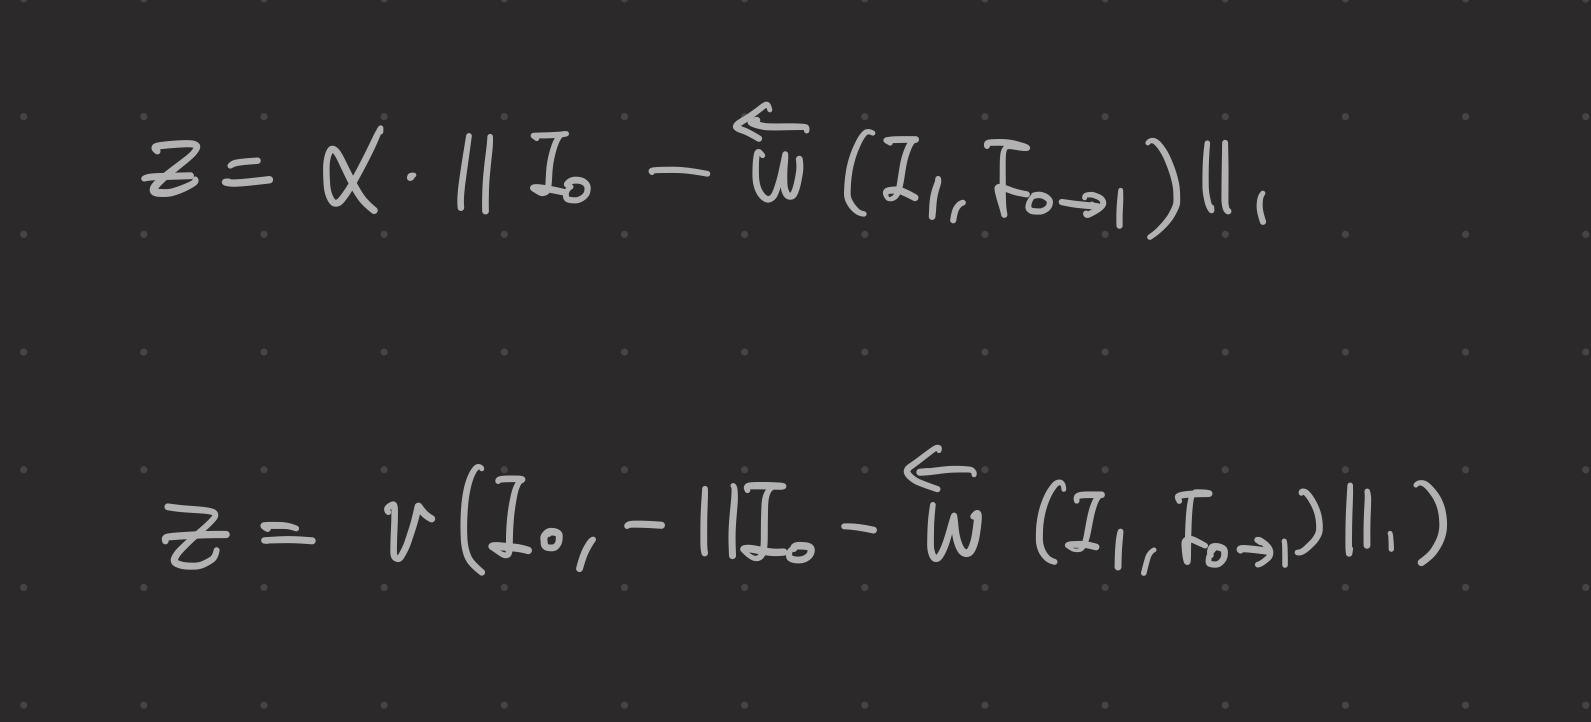 z = α · ‖ I₀ − w⃖ (I₁, F₀→₁) ‖₁
z = v(I₀, −‖I₀ − w⃖ (I₁, F₀→₁)‖₁)